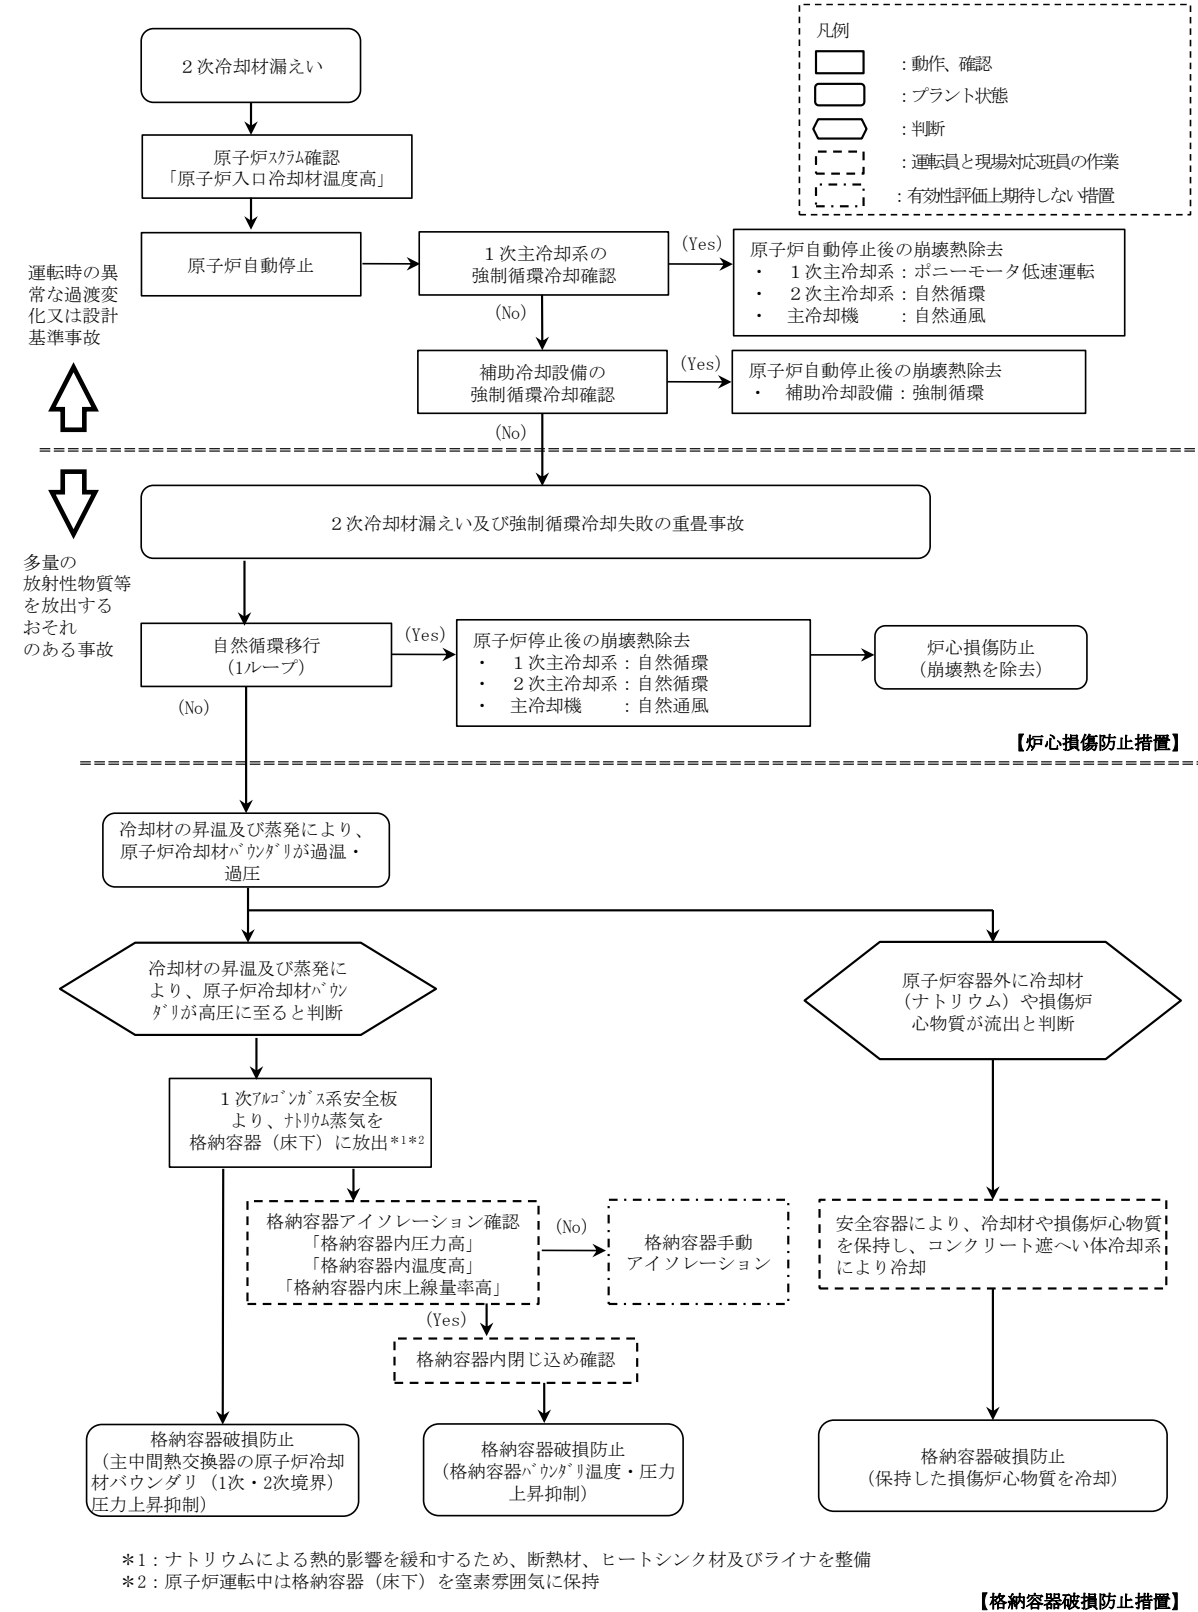 凡例
：動作、確認
：プラント状態
：判断
：運転員と現場対応班員の作業
：有効性評価上期待しない措置
２次冷却材漏えい
原子炉ｽｸﾗﾑ確認
「原子炉入口冷却材温度高」
原子炉自動停止
１次主冷却系の
強制循環冷却確認
（Yes）
原子炉自動停止後の崩壊熱除去
・　１次主冷却系：ポニーモータ低速運転
・　２次主冷却系：自然循環
・　主冷却機　　：自然通風
（No）
補助冷却設備の
強制循環冷却確認
（Yes）
原子炉自動停止後の崩壊熱除去
・　補助冷却設備：強制循環
（No）
運転時の異
常な過渡変
化又は設計
基準事故
２次冷却材漏えい及び強制循環冷却失敗の重畳事故
多量の
放射性物質等
を放出する
おそれ
のある事故
自然循環移行
（1ループ）
（Yes）
原子炉停止後の崩壊熱除去
・　１次主冷却系：自然循環
・　２次主冷却系：自然循環
・　主冷却機　　：自然通風
炉心損傷防止
（崩壊熱を除去）
（No）
【炉心損傷防止措置】
冷却材の昇温及び蒸発により、
原子炉冷却材ﾊﾞｳﾝﾀﾞﾘが過温・
過圧
冷却材の昇温及び蒸発に
より、原子炉冷却材ﾊﾞｳﾝ
ﾀﾞﾘが高圧に至ると判断
原子炉容器外に冷却材
（ナトリウム）や損傷炉
心物質が流出と判断
１次ｱﾙｺﾞﾝｶﾞｽ系安全板
より、ﾅﾄﾘｳﾑ蒸気を
格納容器（床下）に放出*1*2
格納容器アイソレーション確認
「格納容器内圧力高」
「格納容器内温度高」
「格納容器内床上線量率高」
（No）
格納容器手動
アイソレーション
（Yes）
格納容器内閉じ込め確認
安全容器により、冷却材や損傷炉心物質
を保持し、コンクリート遮へい体冷却系
により冷却
格納容器破損防止
（主中間熱交換器の原子炉冷却
材バウンダリ（1次・2次境界）
圧力上昇抑制）
格納容器破損防止
（格納容器ﾊﾞｳﾝﾀﾞﾘ温度・圧力
上昇抑制）
格納容器破損防止
（保持した損傷炉心物質を冷却）
＊1：ナトリウムによる熱的影響を緩和するため、断熱材、ヒートシンク材及びライナを整備
＊2：原子炉運転中は格納容器（床下）を窒素雰囲気に保持
【格納容器破損防止措置】